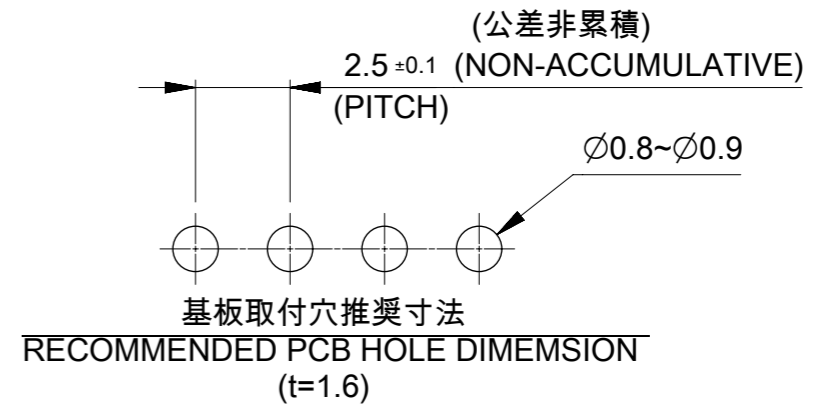 (公差非累積)
2.5 ±0.1 (NON-ACCUMULATIVE)
(PITCH)
∅0.8~∅0.9
基板取付穴推奨寸法
RECOMMENDED PCB HOLE DIMEMSION
(t=1.6)